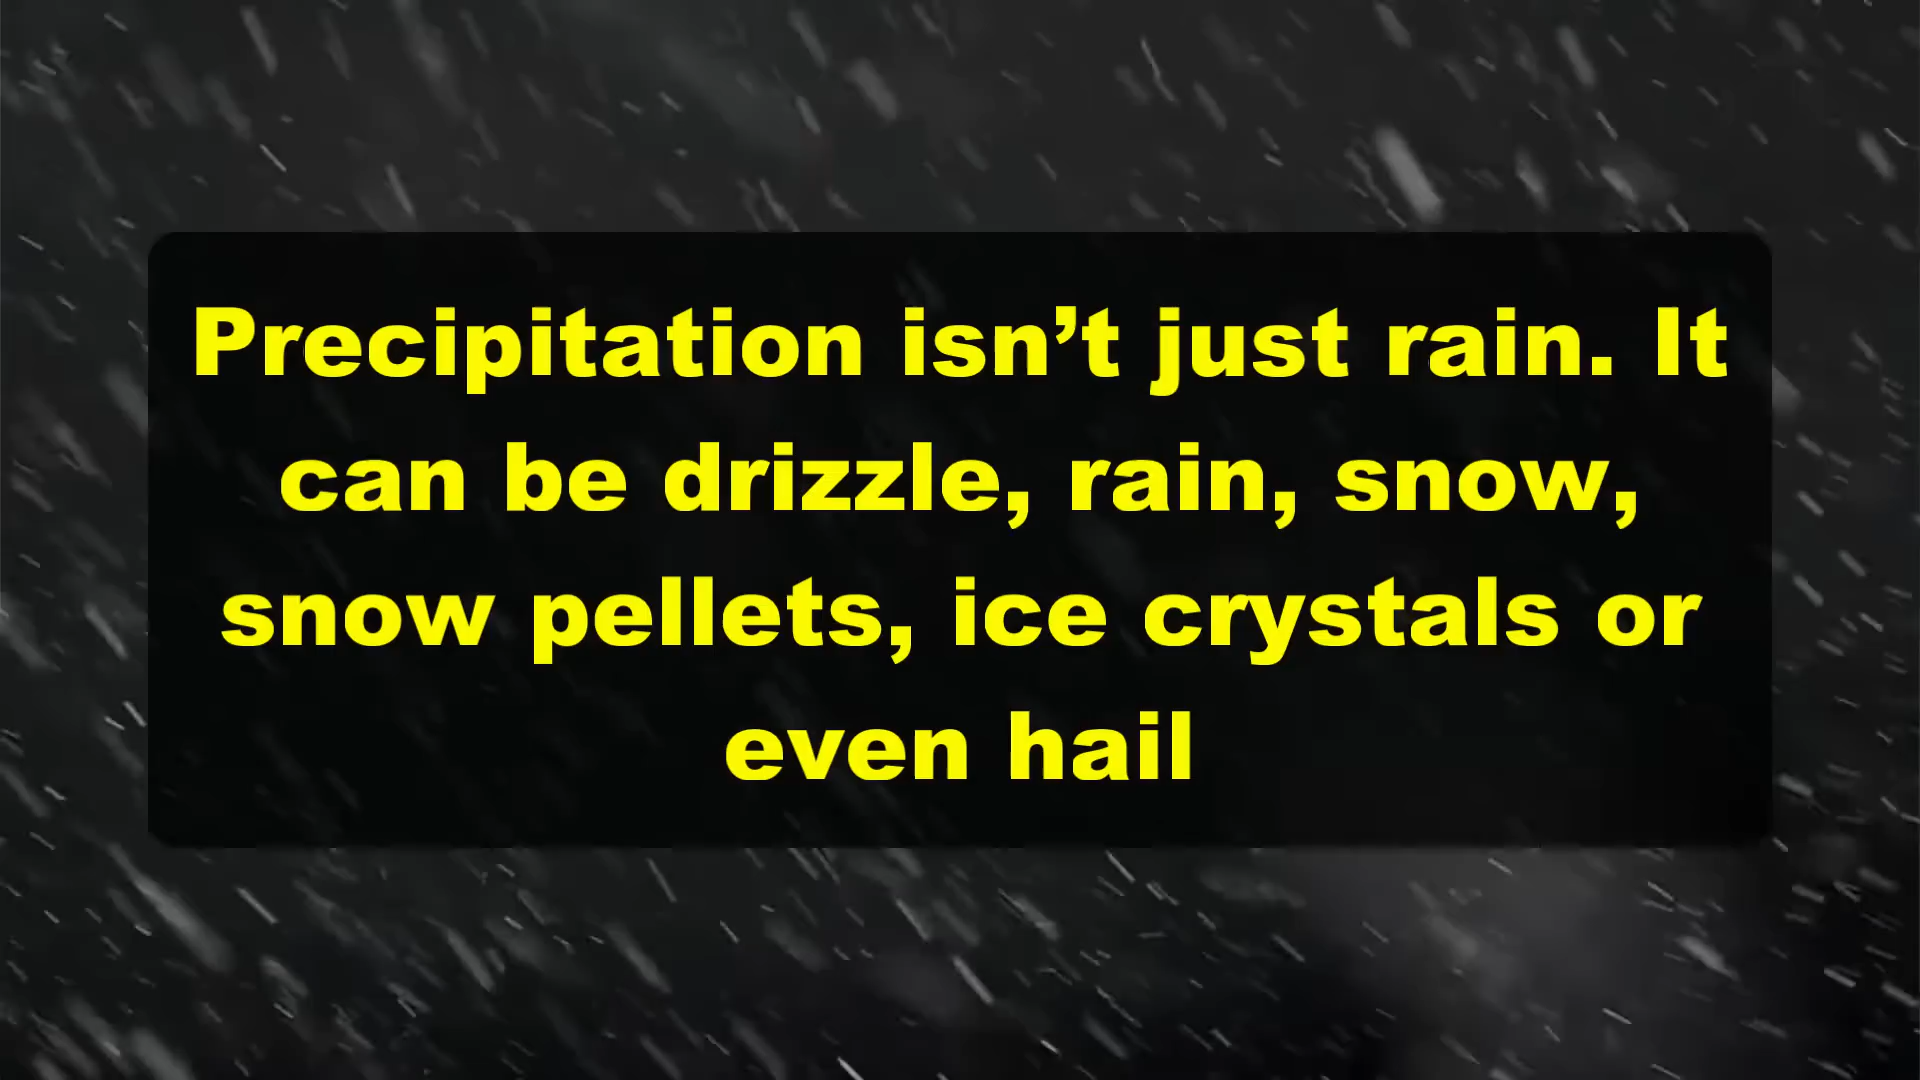 Precipitation isn’t just rain. It
can be drizzle, rain, snow,
snow pellets, ice crystals or
even hail